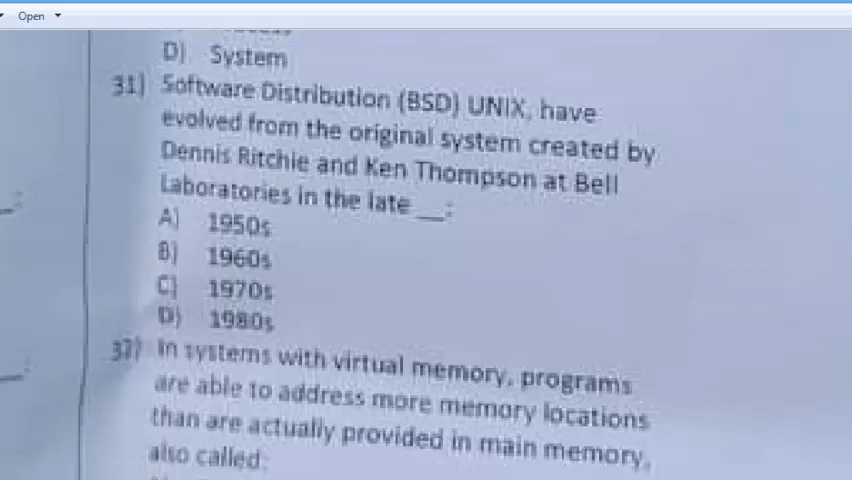 Open
D) System
31) Software Distribution (BSD) UNIX, have
evolved from the original system created by
Dennis Ritchie and Ken Thompson at Bell
Laboratories in the late __:
A) 1950s
B) 1960s
C) 1970s
D) 1980s
32) In systems with virtual memory, programs
are able to address more memory locations
than are actually provided in main memory,
also called: